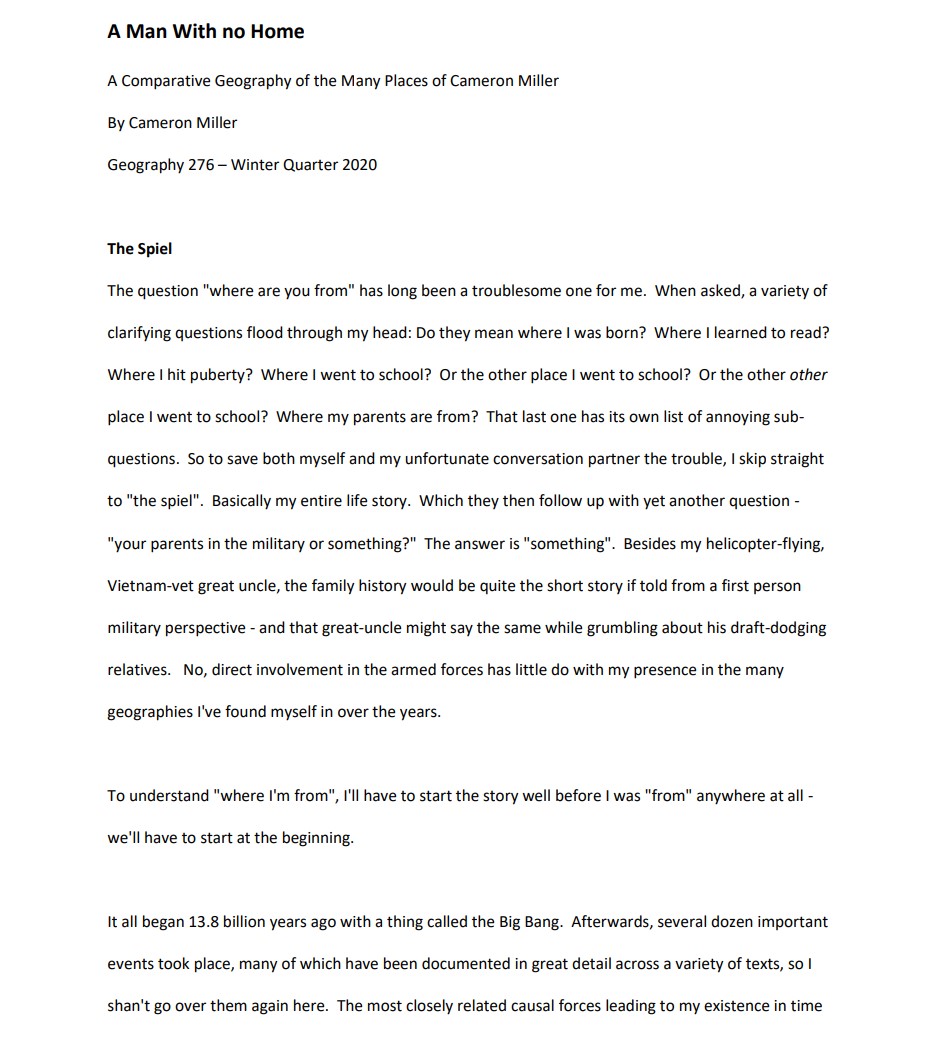 A Man With no Home
A Comparative Geography of the Many Places of Cameron Miller
By Cameron Miller
Geography 276 – Winter Quarter 2020
The Spiel
The question "where are you from" has long been a troublesome one for me.  When asked, a variety of
clarifying questions flood through my head: Do they mean where I was born?  Where I learned to read?
Where I hit puberty?  Where I went to school?  Or the other place I went to school?  Or the other other
place I went to school?  Where my parents are from?  That last one has its own list of annoying sub-
questions.  So to save both myself and my unfortunate conversation partner the trouble, I skip straight
to "the spiel".  Basically my entire life story.  Which they then follow up with yet another question -
"your parents in the military or something?"  The answer is "something".  Besides my helicopter-flying,
Vietnam-vet great uncle, the family history would be quite the short story if told from a first person
military perspective - and that great-uncle might say the same while grumbling about his draft-dodging
relatives.   No, direct involvement in the armed forces has little do with my presence in the many
geographies I've found myself in over the years.
To understand "where I'm from", I'll have to start the story well before I was "from" anywhere at all -
we'll have to start at the beginning.
It all began 13.8 billion years ago with a thing called the Big Bang.  Afterwards, several dozen important
events took place, many of which have been documented in great detail across a variety of texts, so I
shan't go over them again here.  The most closely related causal forces leading to my existence in time